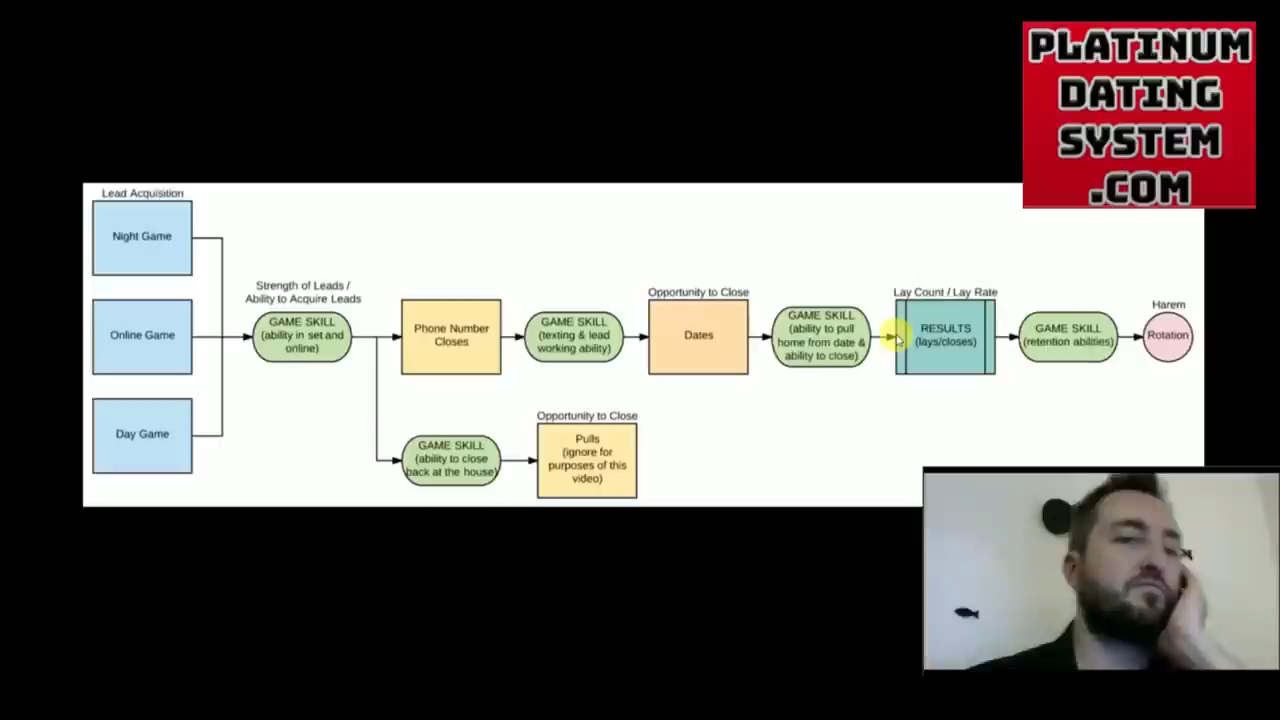 PLATINUM
DATING
SYSTEM
.COM
Lead Acquisition
Night Game
Online Game
Day Game
Strength of Leads /
Ability to Acquire Leads
GAME SKILL
(ability in set and
online)
Phone Number
Closes
GAME SKILL
(texting & lead
working ability)
Opportunity to Close
Dates
GAME SKILL
(ability to pull
home from date &
ability to close)
Lay Count / Lay Rate
RESULTS
(lays/closes)
GAME SKILL
(retention abilities)
Harem
Rotation
GAME SKILL
(ability to close
back at the house)
Opportunity to Close
Pulls
(ignore for
purposes of this
video)